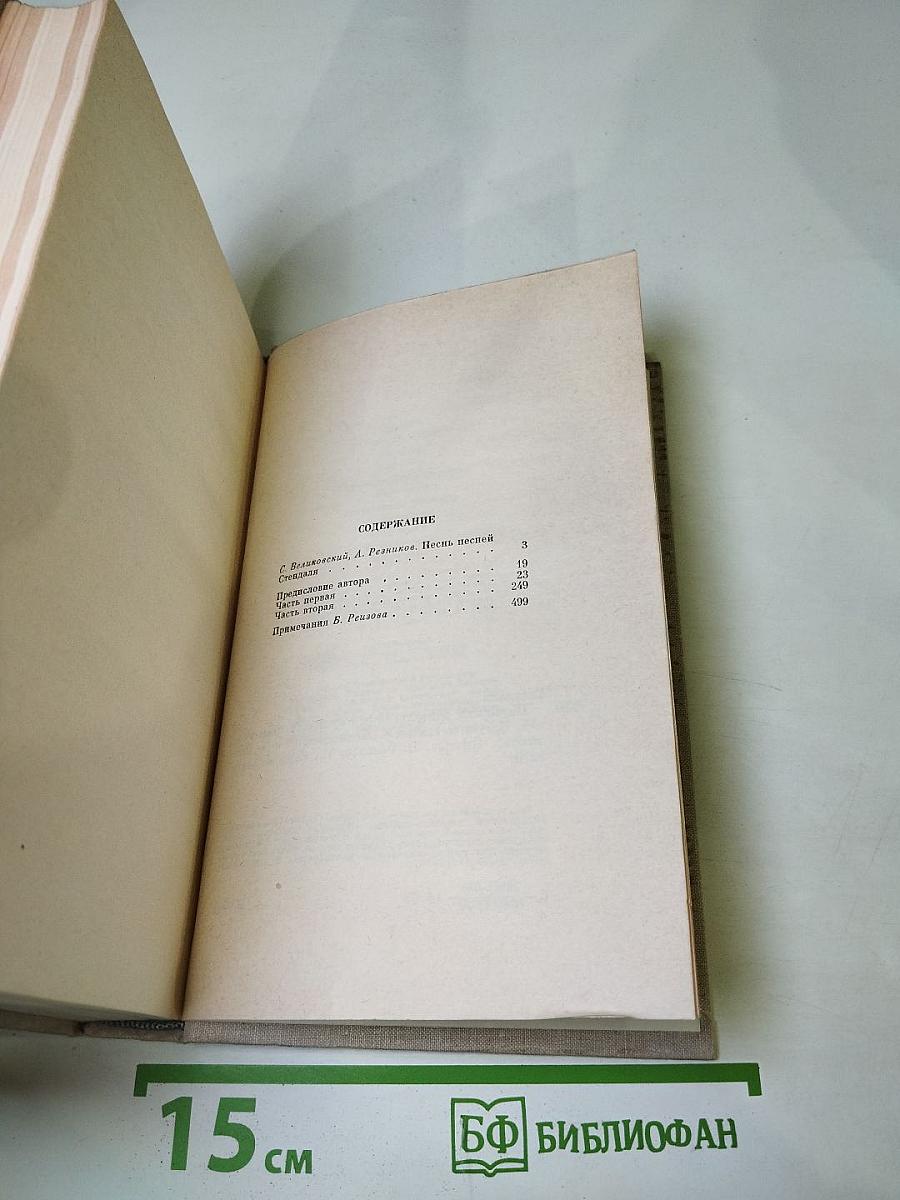 СОДЕРЖАНИЕ
С. Великовский, А. Резников. Песнь песней
Стендаля . . . . . . . . . . . . 3
Предисловие автора . . . . . . . . 19
Часть первая . . . . . . . . . . . 23
Часть вторая . . . . . . . . . . . 249
Примечания Б. Реизова . . . . . . . . 499
15 см
БФ БИБЛИОФАН